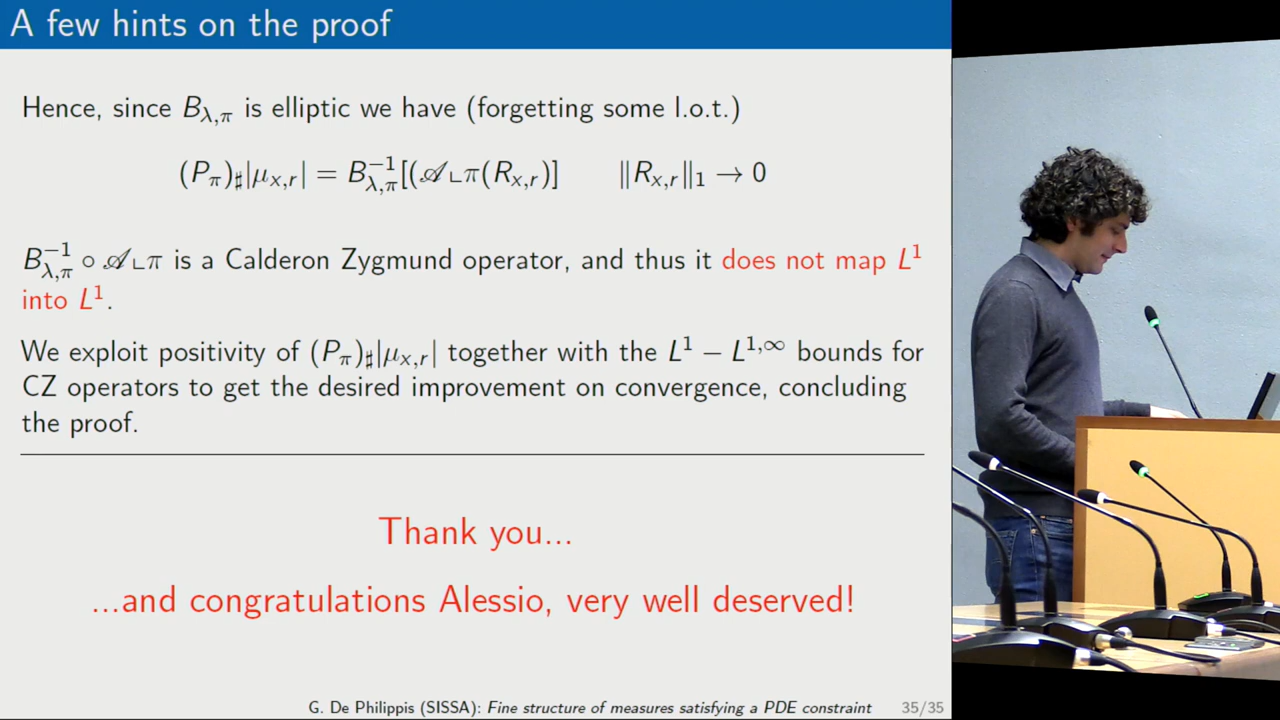 A few hints on the proof
Hence, since B_{λ,π} is elliptic we have (forgetting some l.o.t.)
(P_π)_♯|μ_{x,r}| = B^{-1}_{λ,π}[(𝒜 ⌞π(R_{x,r})] ‖R_{x,r}‖_1 → 0
B^{-1}_{λ,π} ∘ 𝒜⌞π is a Calderon Zygmund operator, and thus it does not map L^1
into L^1.
We exploit positivity of (P_π)_♯|μ_{x,r}| together with the L^1 − L^{1,∞} bounds for
CZ operators to get the desired improvement on convergence, concluding
the proof.
Thank you...
...and congratulations Alessio, very well deserved!
G. De Philippis (SISSA): Fine structure of measures satisfying a PDE constraint 35/35